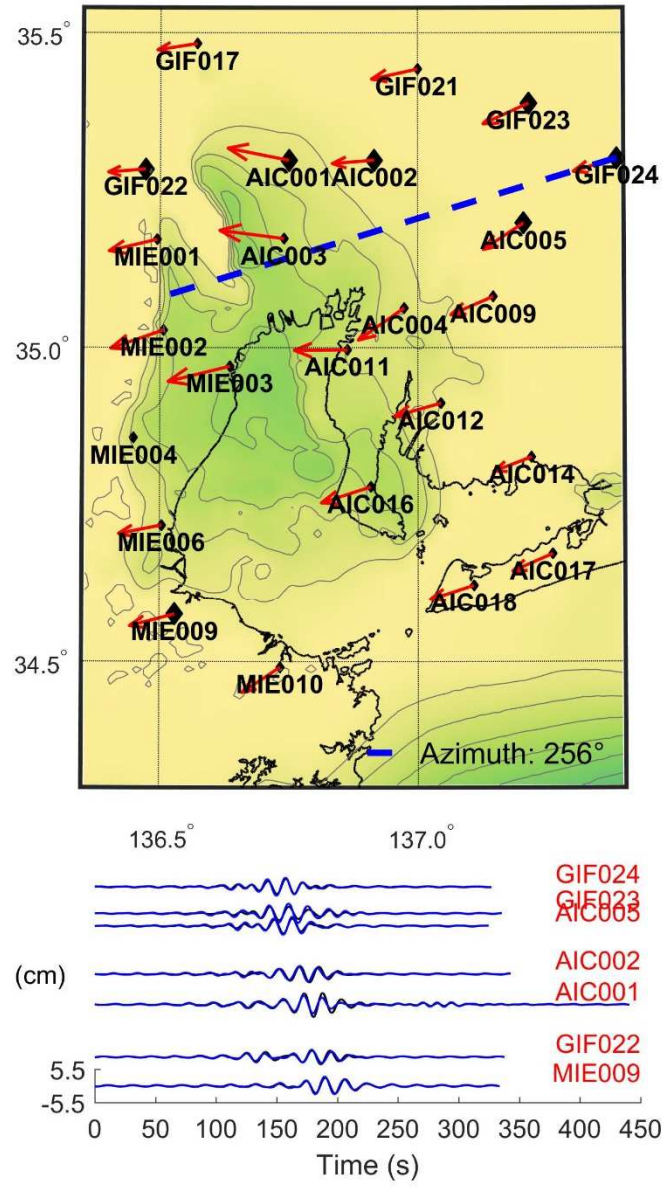 35.5°
GIF017
GIF021
GIF023
GIF022
AIC001
AIC002
GIF024
MIE001
AIC003
AIC005
MIE002
35.0°
AIC004
AIC009
MIE003
AIC011
AIC012
MIE004
AIC014
AIC016
MIE006
AIC017
AIC018
MIE009
34.5°
MIE010
Azimuth: 256°
136.5° 137.0°
GIF024
GIF023
AIC005
(cm)
AIC002
AIC001
GIF022
5.5
MIE009
-5.5
0 50 100 150 200 250 300 350 400 450
Time (s)